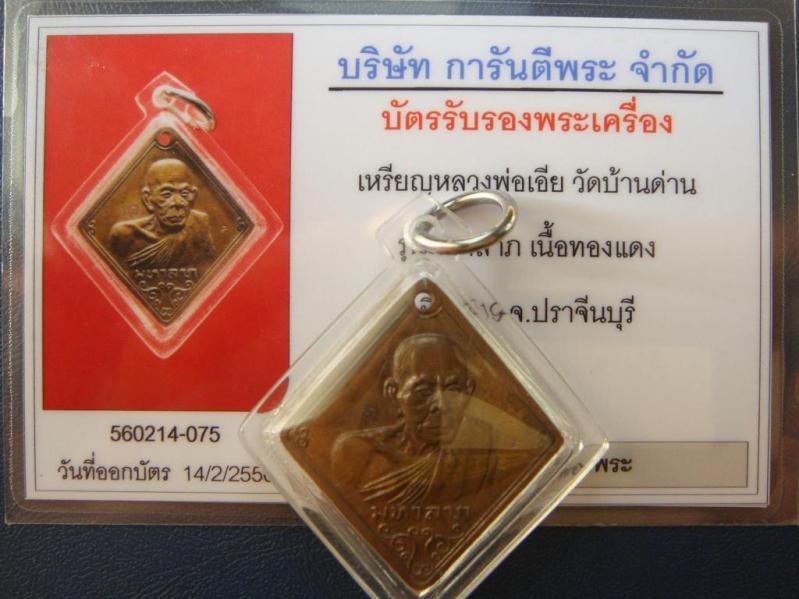 บริษัท การันตีพระ จำกัด
บัตรรับรองพระเครื่อง
เหรียญหลวงพ่อเอีย วัดบ้านด่าน
เนื้อทองแดง
จ.ปราจีนบุรี
มหาลาภ
560214-075
วันที่ออกบัตร 14/2/255
พระ
มหาลาภ